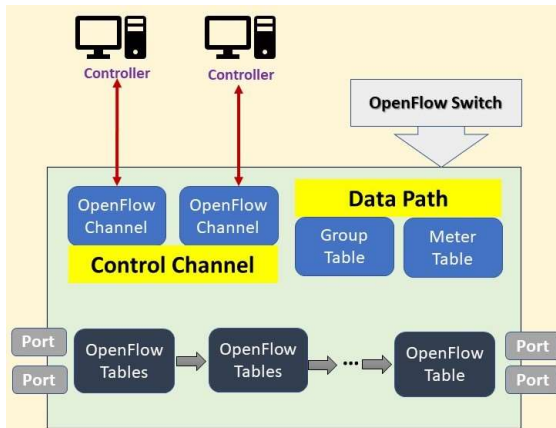 Controller
Controller
OpenFlow Switch
OpenFlow
Channel
OpenFlow
Channel
Control Channel
Data Path
Group
Table
Meter
Table
Port
Port
OpenFlow
Tables
OpenFlow
Tables
...
OpenFlow
Table
Port
Port